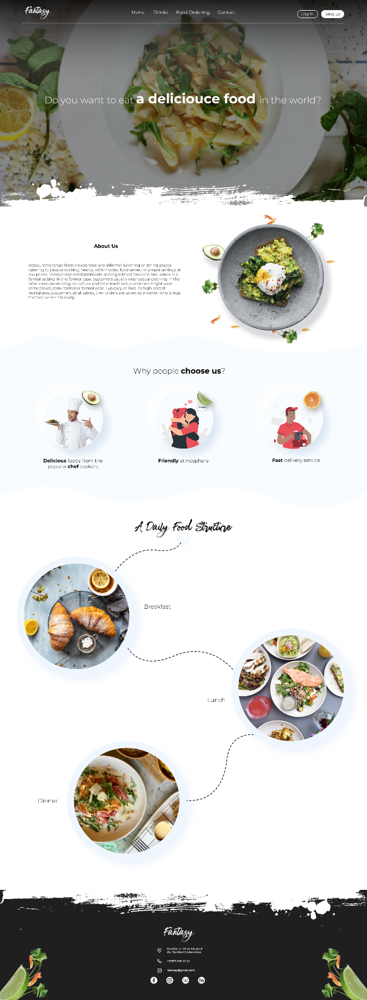 Fantasy
Menu Drinks Food Ordering Contact
Log In Sing up
Do you want to eat a deliciouce food in the world?
About Us
Restaurants range from inexpensive and informal lunching or dining places
catering to people working nearby, with modest food served in simple settings at
low prices, to expensive establishments serving refined food and fine wines in a
formal setting. In the former case, customers usually wear casual clothing. In the
latter case, depending on culture and local traditions, customers might wear
semi-casual, semi-formal or formal wear. Typically, at mid- to high-priced
restaurants, customers sit at tables, their orders are taken by a waiter, who brings
the food when it is ready.
Why people choose us?
Delicious foods from the
popular chef cookers
Friendly atmosphere
Fast delivery service
A Daily Food Structure
Breakfast
Lunch
Dinner
Fantasy
Ziyolilar st. Mirzo Ulugbek
dis. Tashkent Uzbekistan
+99871 266-41-23
fantasy@gmail.com